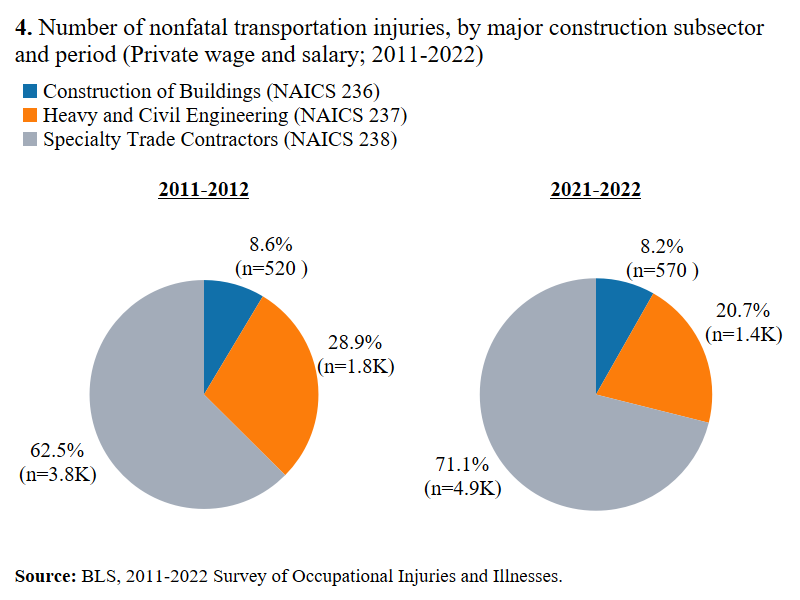 4. Number of nonfatal transportation injuries, by major construction subsector
and period (Private wage and salary; 2011-2022)
Construction of Buildings (NAICS 236)
Heavy and Civil Engineering (NAICS 237)
Specialty Trade Contractors (NAICS 238)
2011-2012
8.6%
(n=520 )
28.9%
(n=1.8K)
62.5%
(n=3.8K)
2021-2022
8.2%
(n=570 )
20.7%
(n=1.4K)
71.1%
(n=4.9K)
Source: BLS, 2011-2022 Survey of Occupational Injuries and Illnesses.